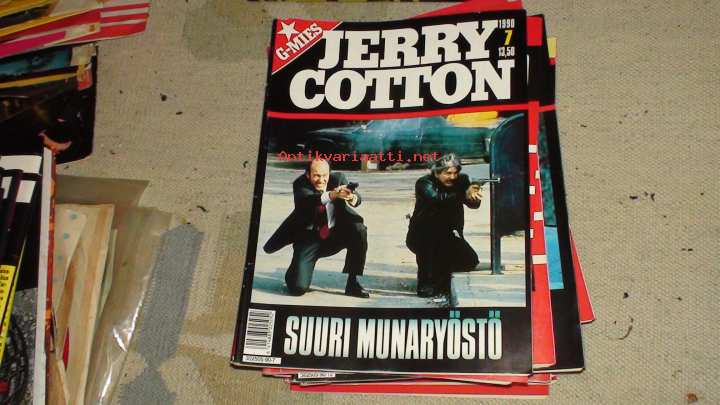 G-MIES
JERRY
COTTON
1990
7
13,50
Antikvariaatti.net
SUURI MUNARYÖSTÖ